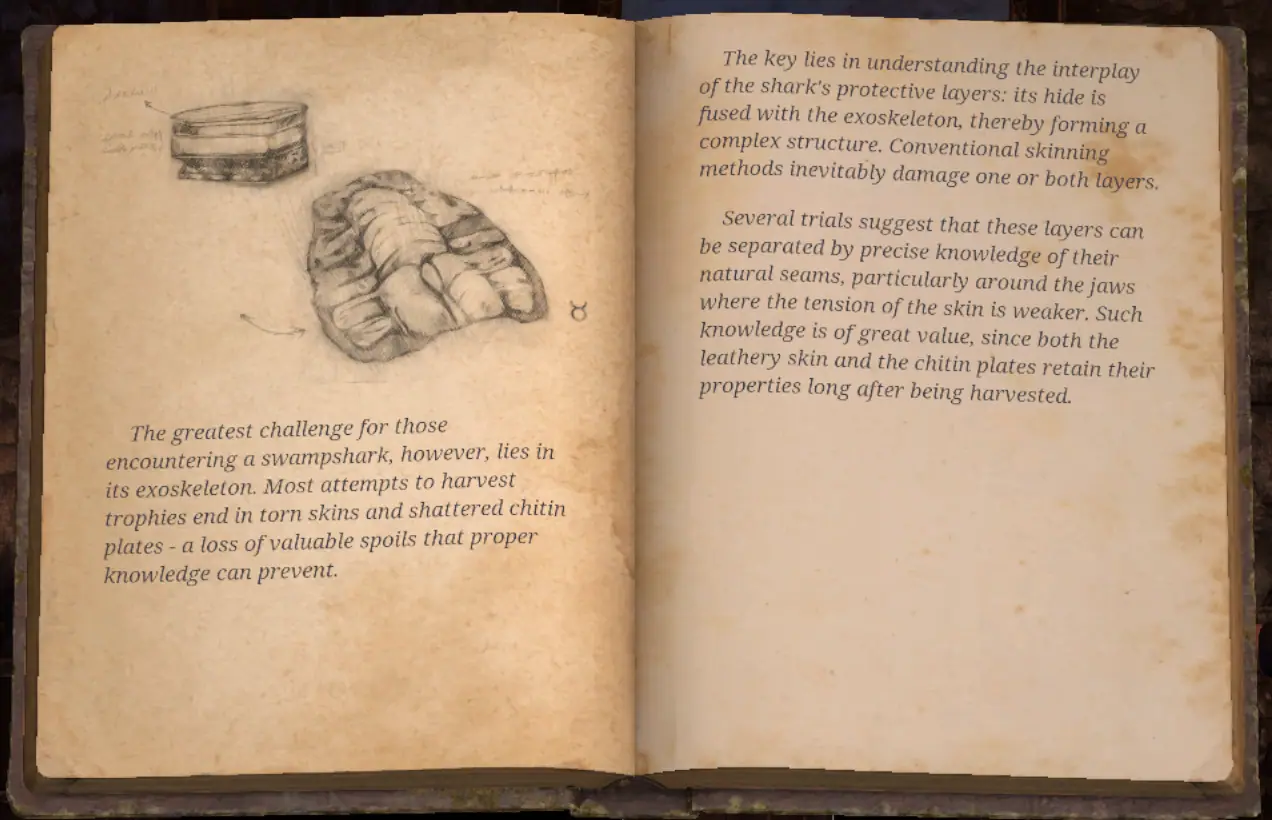 The greatest challenge for those
encountering a swampshark, however, lies in
its exoskeleton. Most attempts to harvest
trophies end in torn skins and shattered chitin
plates - a loss of valuable spoils that proper
knowledge can prevent.
The key lies in understanding the interplay
of the shark's protective layers: its hide is
fused with the exoskeleton, thereby forming a
complex structure. Conventional skinning
methods inevitably damage one or both layers.
Several trials suggest that these layers can
be separated by precise knowledge of their
natural seams, particularly around the jaws
where the tension of the skin is weaker. Such
knowledge is of great value, since both the
leathery skin and the chitin plates retain their
properties long after being harvested.